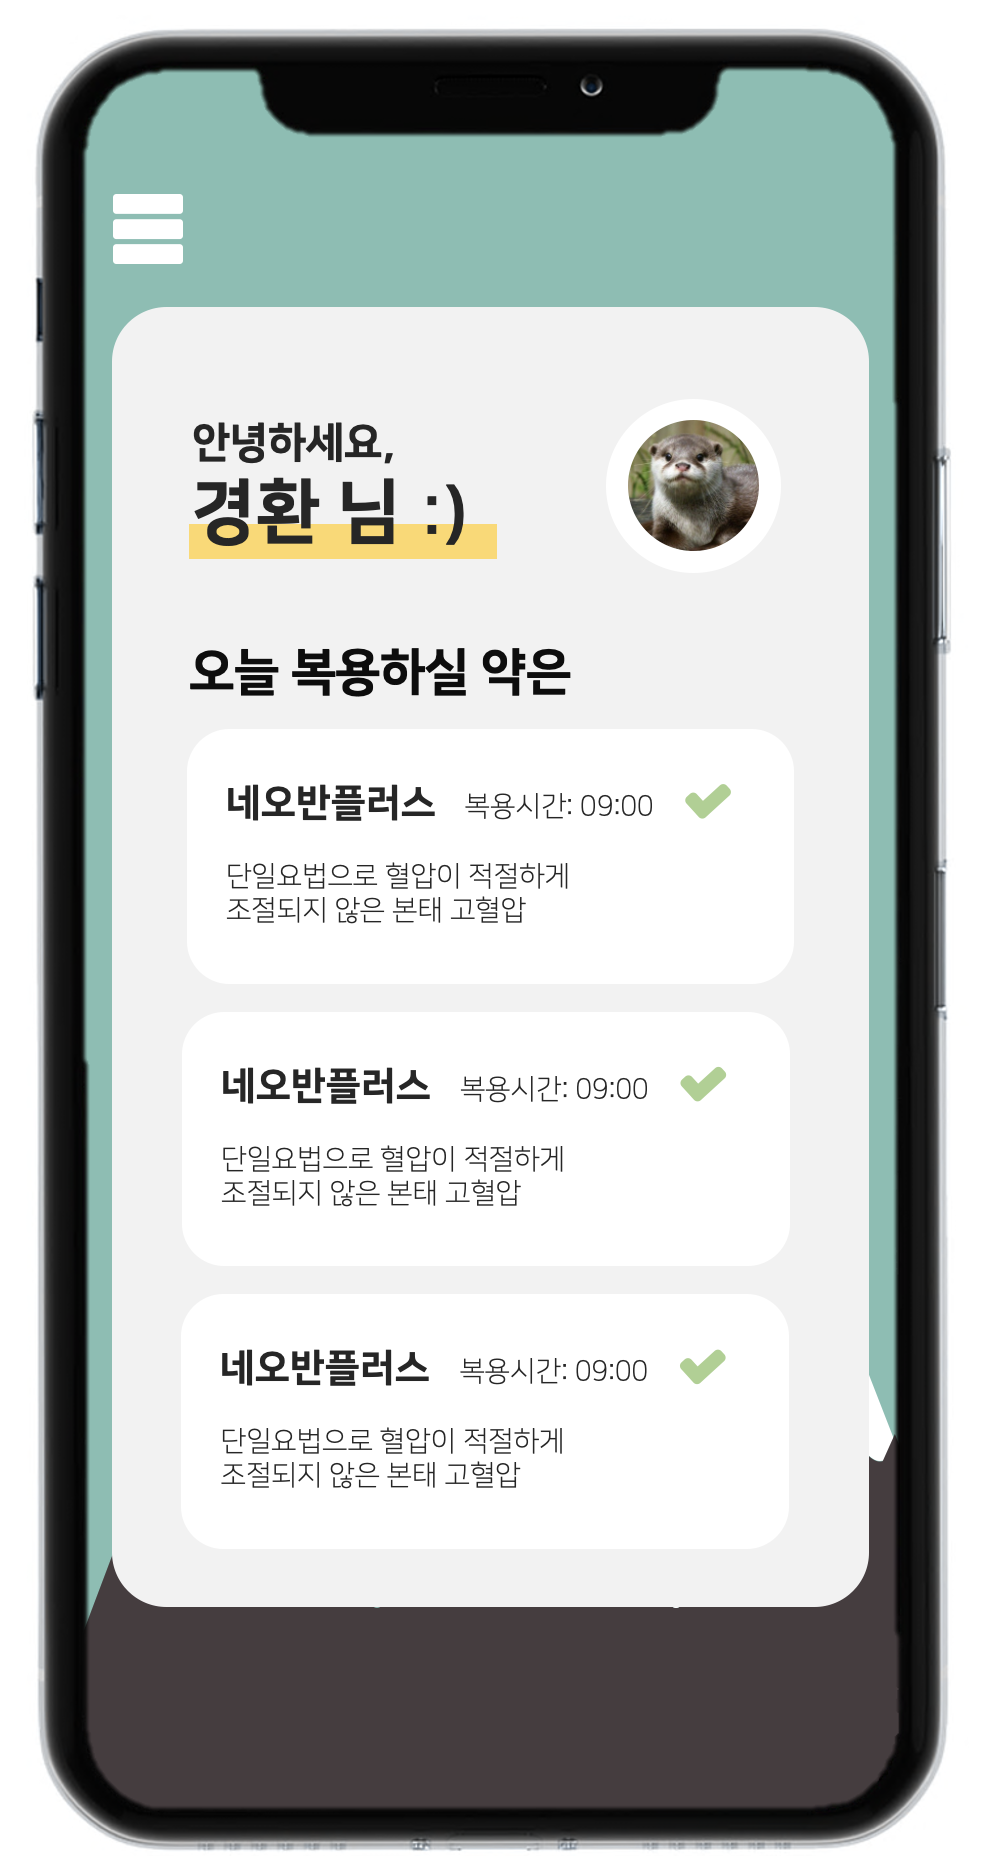 안녕하세요,
경환 님 :)
오늘 복용하실 약은
네오반플러스 복용시간: 09:00
단일요법으로 혈압이 적절하게
조절되지 않은 본태 고혈압
네오반플러스 복용시간: 09:00
단일요법으로 혈압이 적절하게
조절되지 않은 본태 고혈압
네오반플러스 복용시간: 09:00
단일요법으로 혈압이 적절하게
조절되지 않은 본태 고혈압